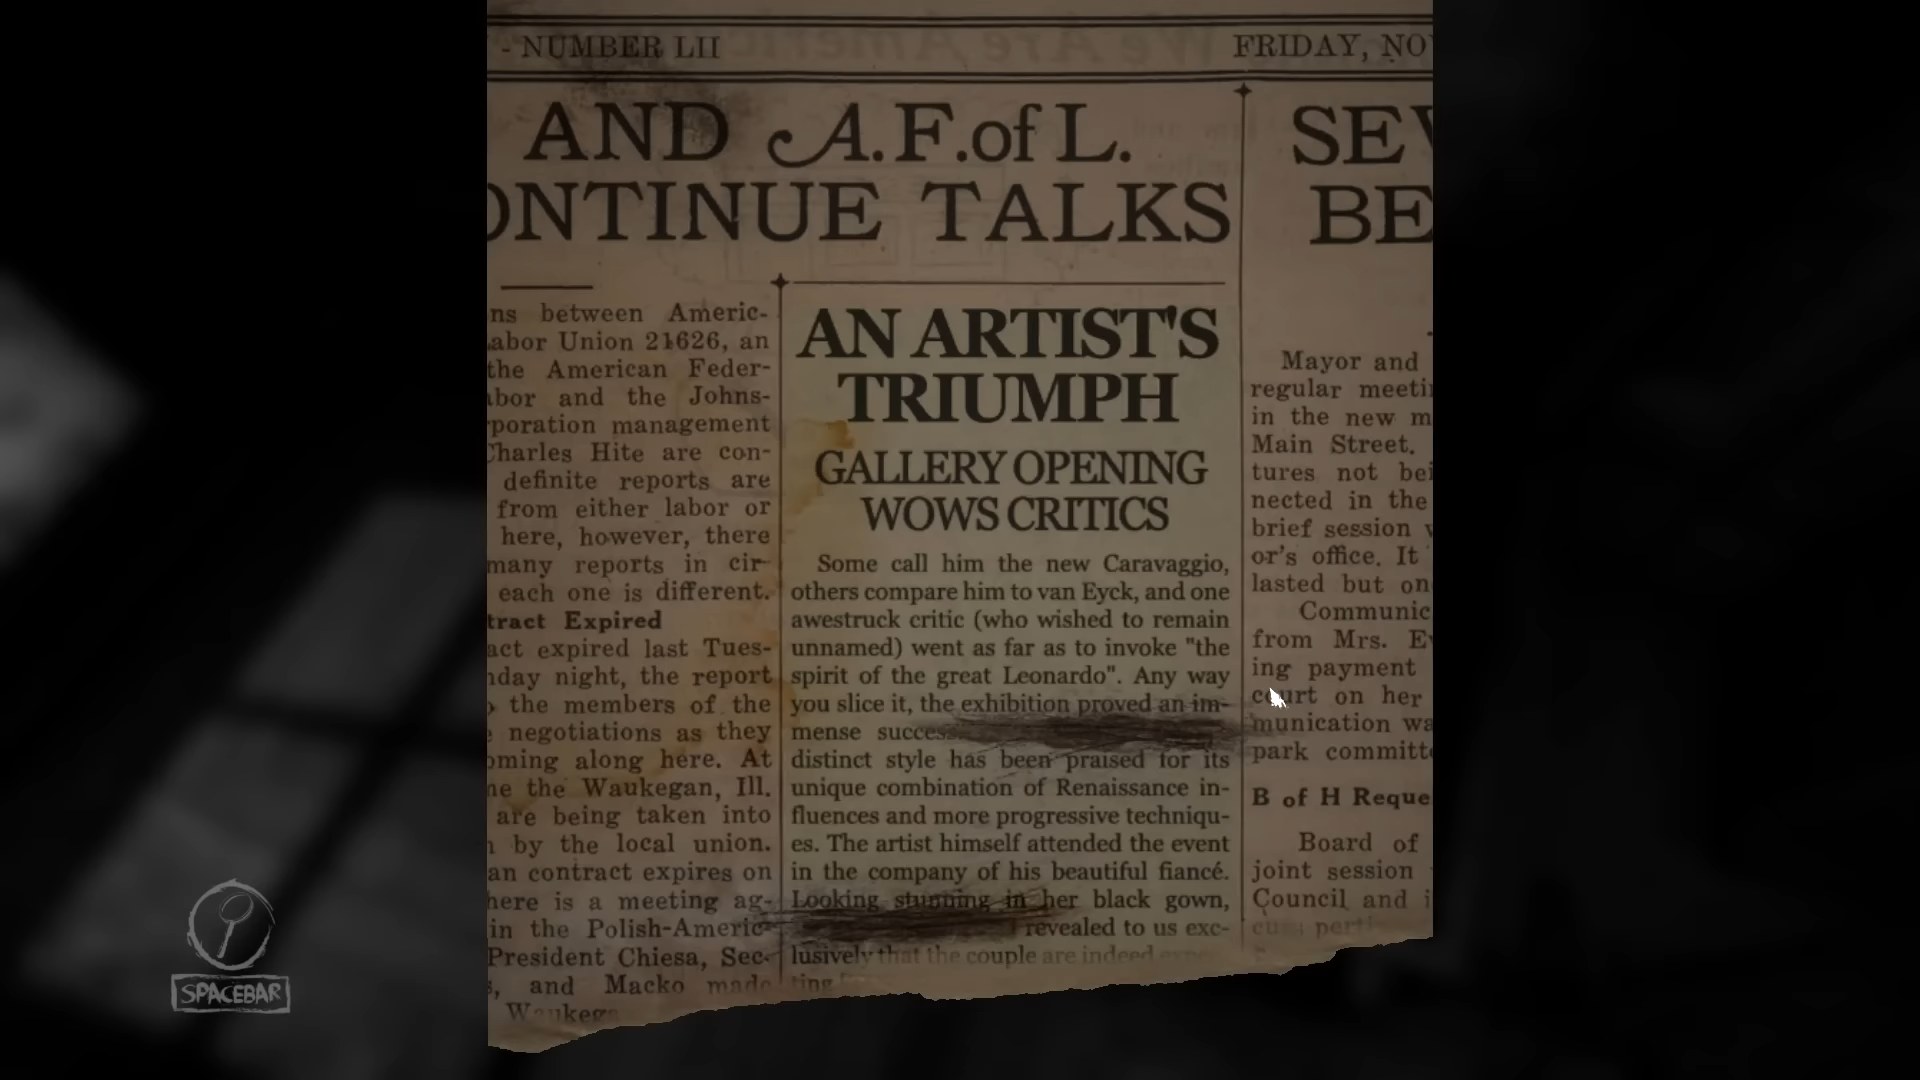 - NUMBER LII
FRIDAY, NO
AND A.F.of L.
ONTINUE TALKS
SEV
BE
ns between Americ-
abor Union 21626, an
the American Feder-
abor and the Johns-
rporation management
Charles Hite are con-
definite reports are
from either labor or
here, however, there
many reports in cir-
each one is different.
tract Expired
act expired last Tues-
nday night, the report
the members of the
negotiations as they
oming along here. At
ne the Waukegan, Ill.
are being taken into
by the local union.
an contract expires on
here is a meeting ag-
in the Polish-Americ-
President Chiesa, Sec-
s, and Macko made
Waukega
AN ARTIST'S
TRIUMPH
GALLERY OPENING
WOWS CRITICS
Some call him the new Caravaggio,
others compare him to van Eyck, and one
awestruck critic (who wished to remain
unnamed) went as far as to invoke "the
spirit of the great Leonardo". Any way
you slice it, the exhibition proved an im-
mense success
distinct style has been praised for its
unique combination of Renaissance in-
fluences and more progressive techniqu-
es. The artist himself attended the event
in the company of his beautiful fiancé.
Looking stunning in her black gown,
revealed to us exc-
lusively that the couple are indeed expec-
ting
Mayor and
regular meeti
in the new m
Main Street.
tures not bei
nected in the
brief session
or's office. It
lasted but on
Communic
from Mrs. Ev
ing payment
court on her
munication wa
park committe
B of H Reque
Board of
joint session
Council and i
SPACEBAR